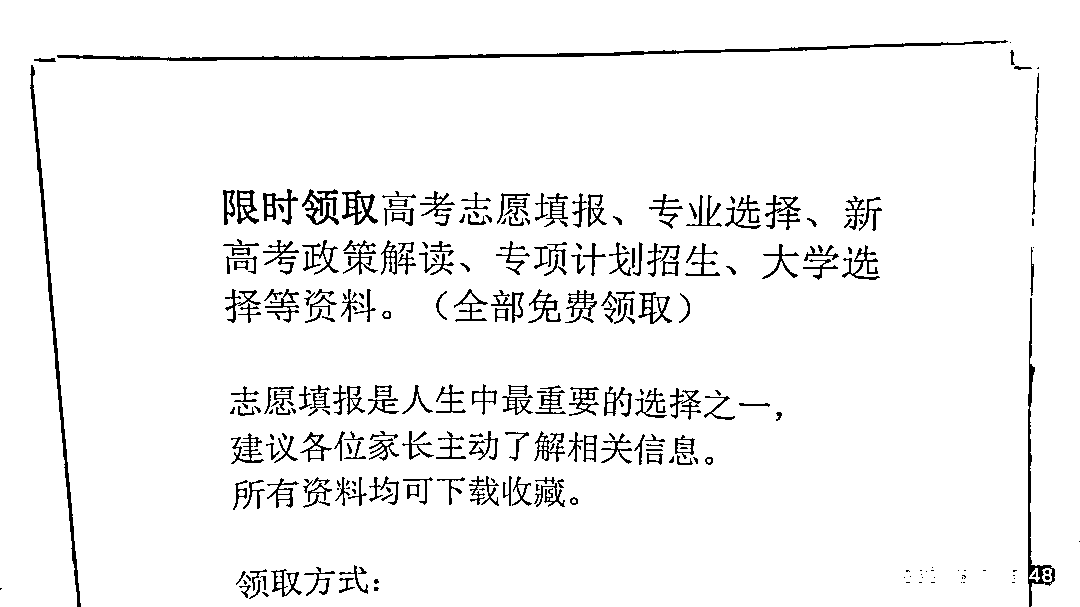 限时领取高考志愿填报、专业选择、新
高考政策解读、专项计划招生、大学选
择等资料。（全部免费领取）
志愿填报是人生中最重要的选择之一，
建议各位家长主动了解相关信息。
所有资料均可下载收藏。
领取方式：
48